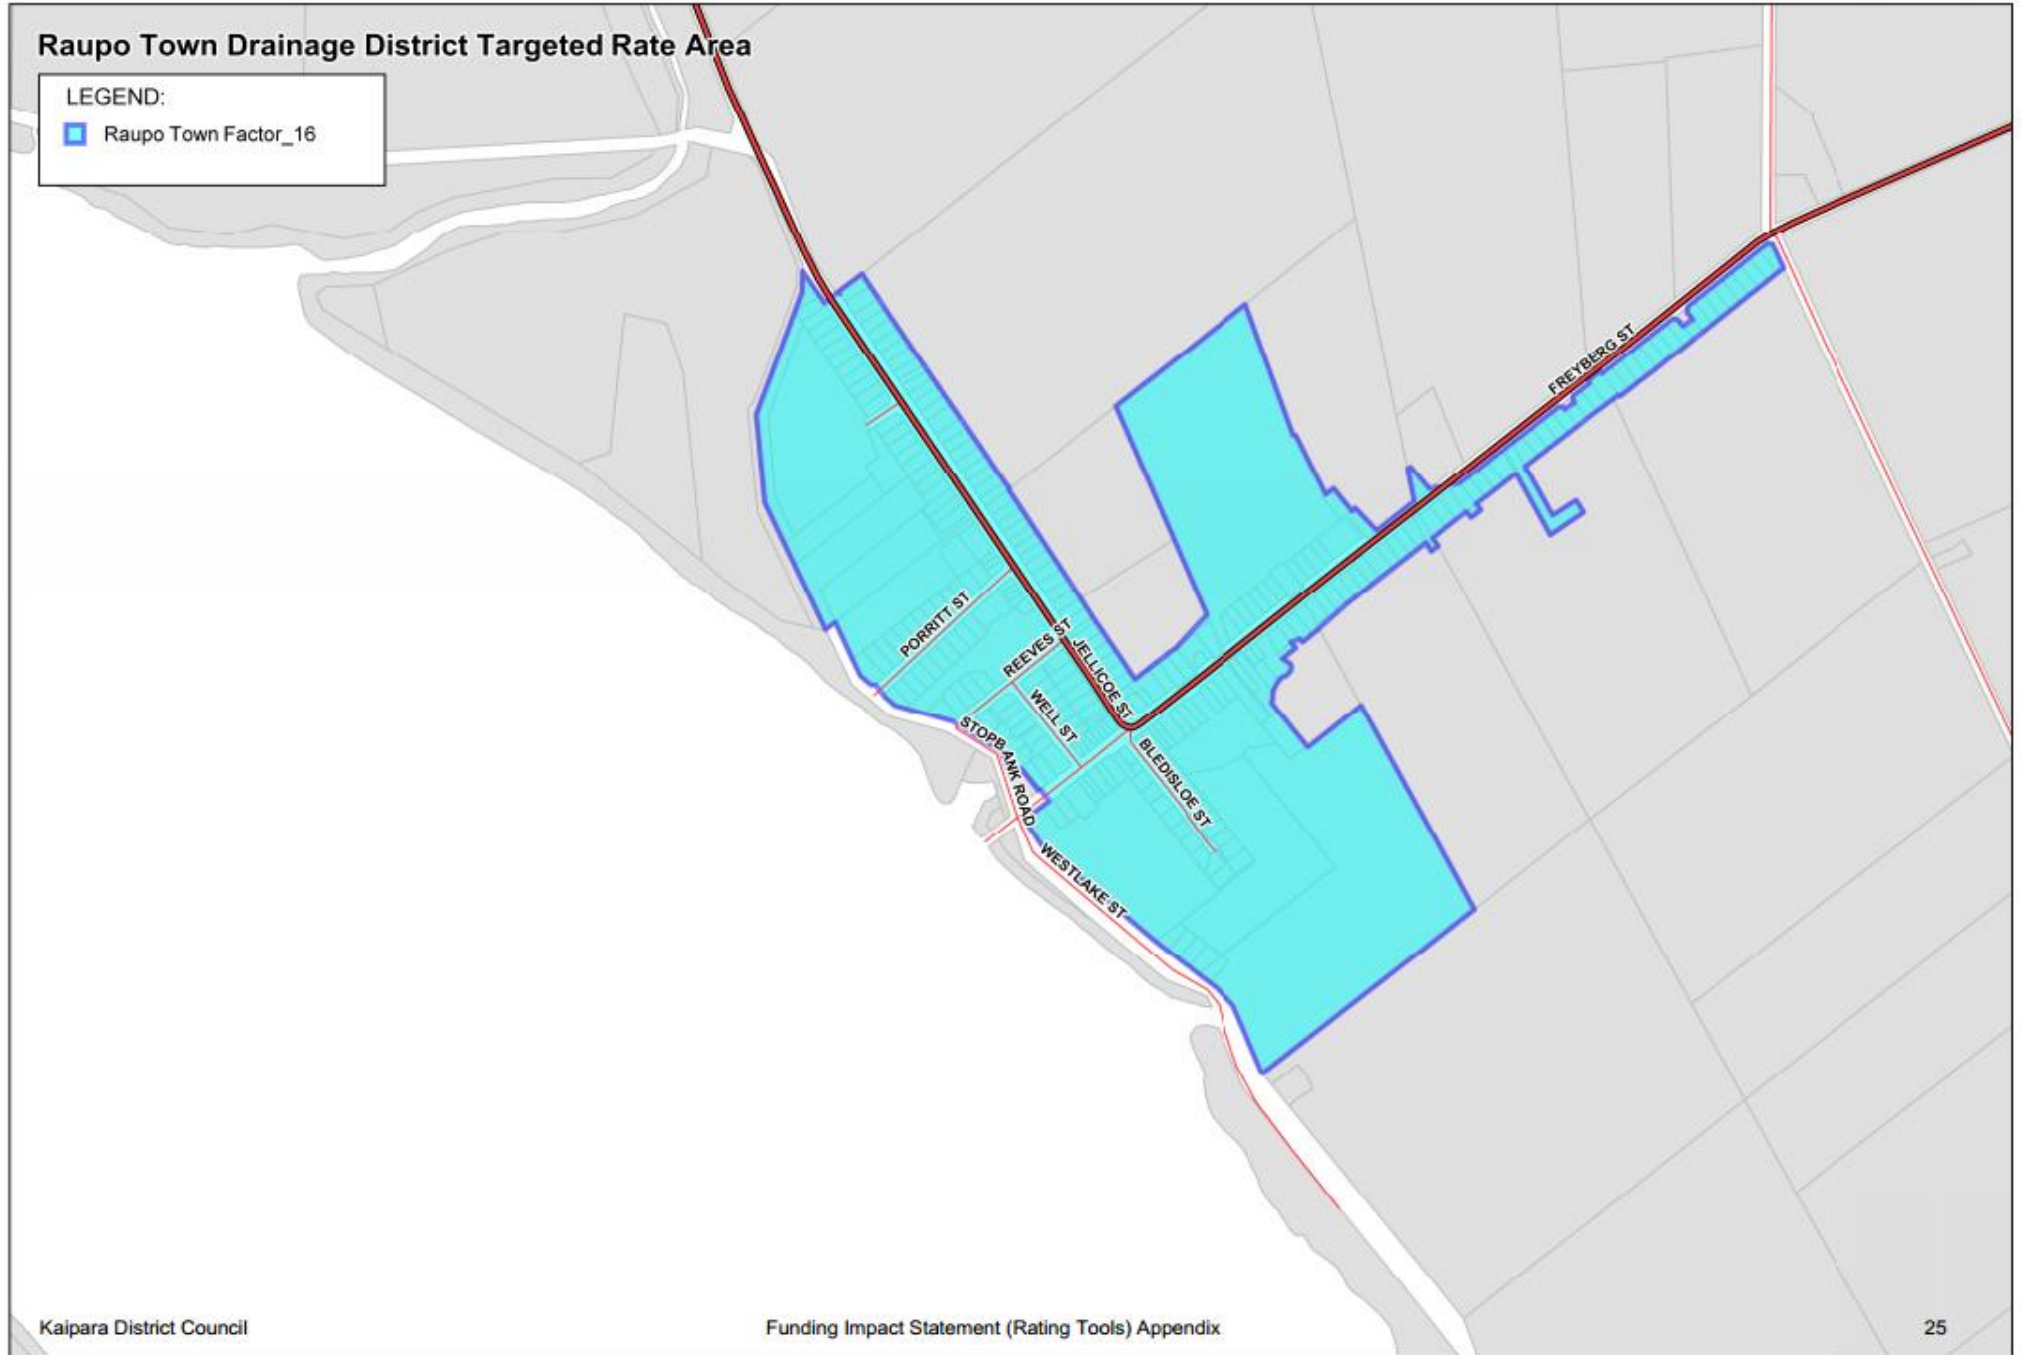 Raupo Town Drainage District Targeted Rate Area
LEGEND:
Raupo Town Factor_16
FREYBERG ST
PORRITT ST
REEVES ST
JELLICOE ST
WELL ST
STOPBANK ROAD
BLEDISLOE ST
WESTLAKE ST
Kaipara District Council
Funding Impact Statement (Rating Tools) Appendix
25